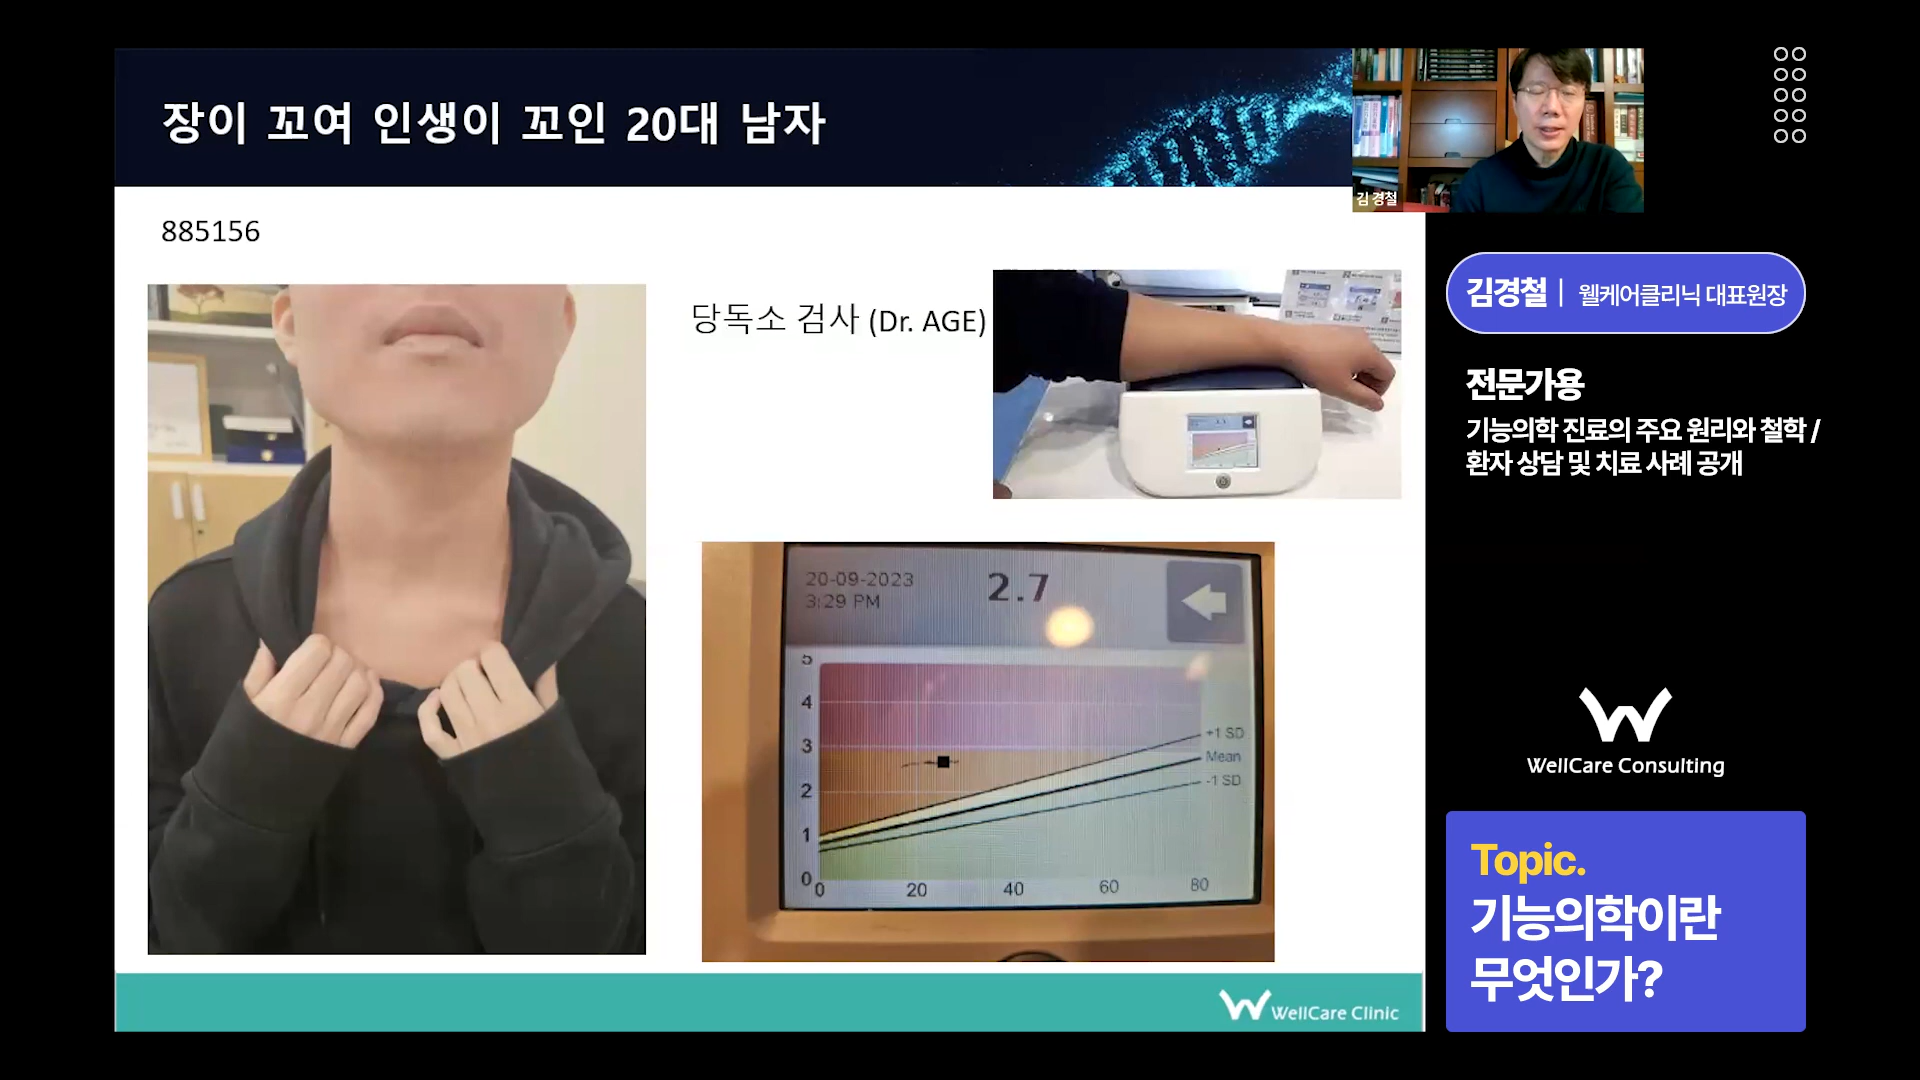 장이 꼬여 인생이 꼬인 20대 남자
김 경철
885156
당독소 검사 (Dr. AGE)
20-09-2023
3:29 PM
2.7
5
4
3
2
1
0
+1 SD
Mean
-1 SD
0 20 40 60 80
WellCare Clinic
김경철 | 웰케어클리닉 대표원장
전문가용
기능의학 진료의 주요 원리와 철학 /
환자 상담 및 치료 사례 공개
WellCare Consulting
Topic.
기능의학이란
무엇인가?